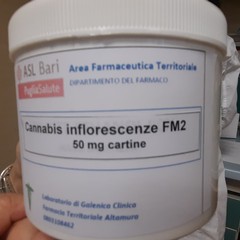 ASL Bari
PugliaSalute
Area Farmaceutica Territoriale
DIPARTIMENTO DEL FARMACO
Cannabis inflorescenze FM2
50 mg cartine
Laboratorio di Galenica Clinica
Farmacia Territoriale Altamura